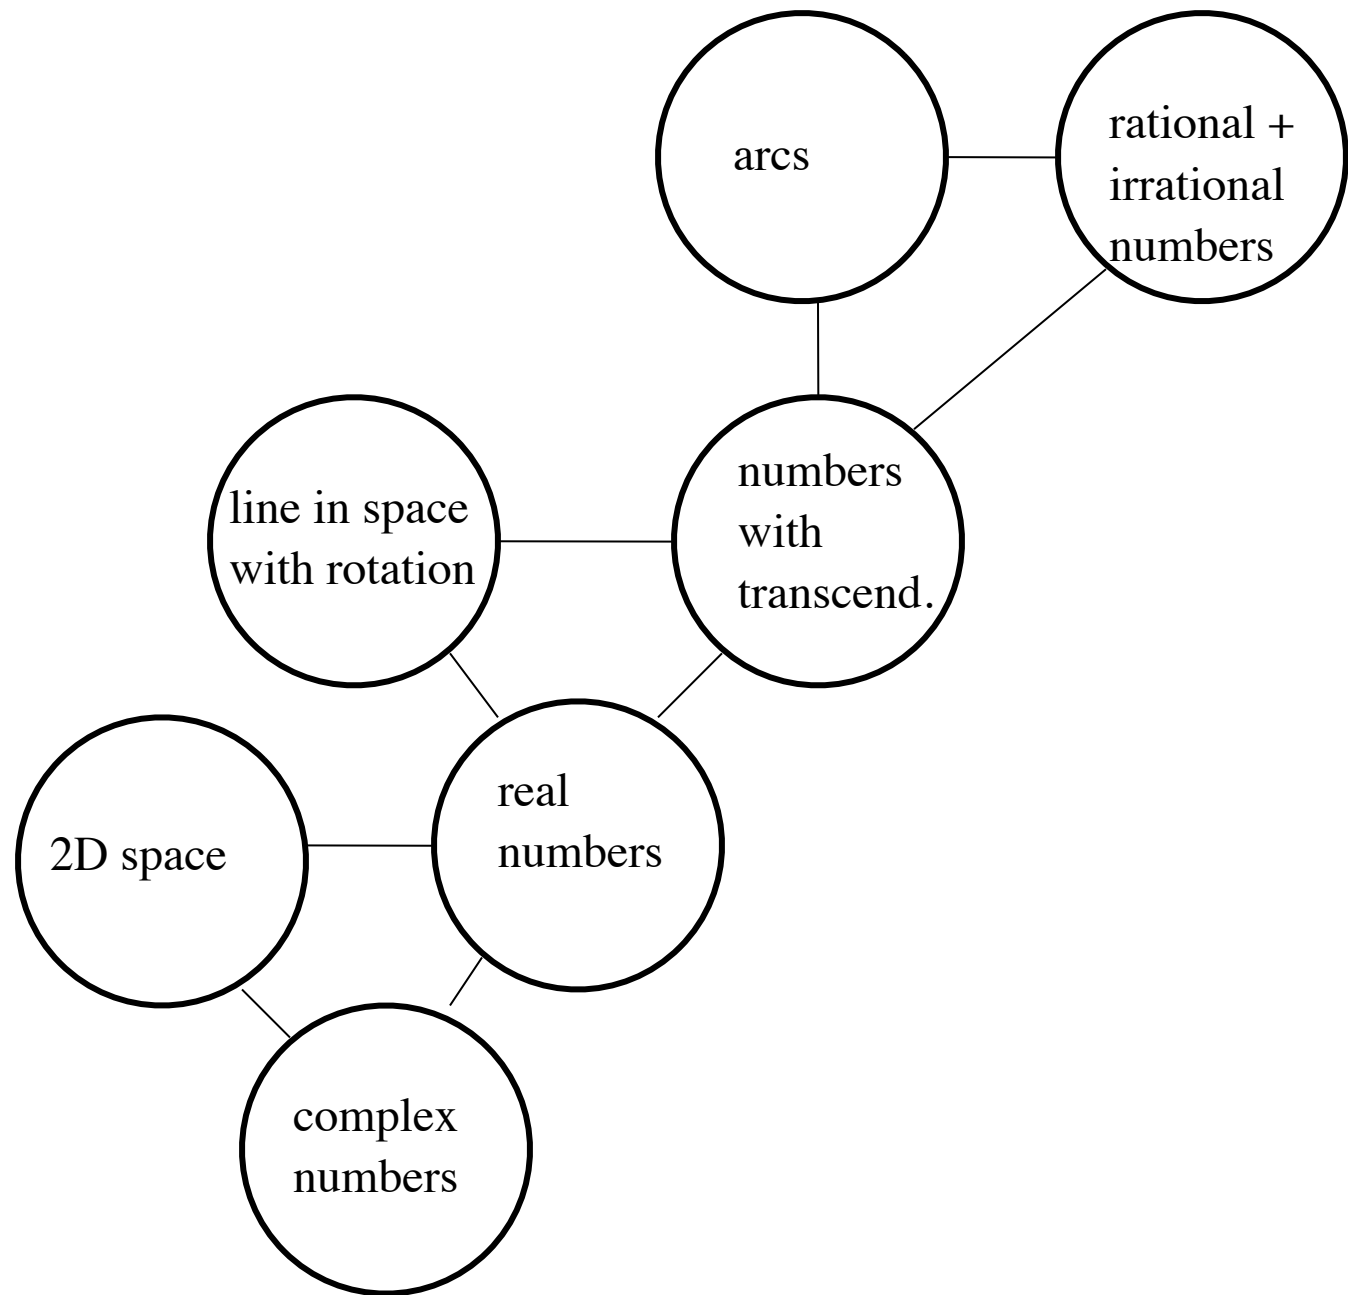 arcs
rational +
irrational
numbers
line in space
with rotation
numbers
with
transcend.
2D space
real
numbers
complex
numbers